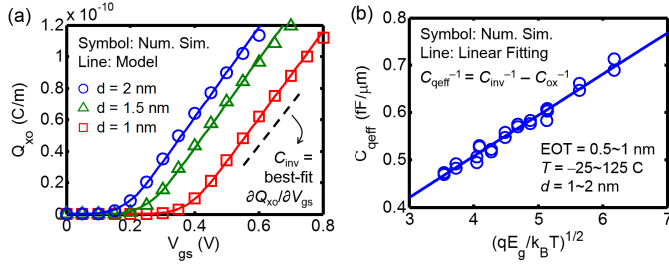 (a)
1.2 x 10⁻¹⁰
Symbol: Num. Sim.
Line: Model
d = 2 nm
d = 1.5 nm
d = 1 nm
C_inv =
best-fit
∂Q_xo/∂V_gs
Q_xo (C/m)
1.0
0.8
0.6
0.4
0.2
0.0
0.0 0.2 0.4 0.6 0.8
V_gs (V)
(b)
0.8
0.7
0.6
0.5
0.4
C_qeff (fF/μm)
Symbol: Num. Sim.
Line: Linear Fitting
C_qeff⁻¹ = C_inv⁻¹ − C_ox⁻¹
EOT = 0.5~1 nm
T = −25~125 C
d = 1~2 nm
3 4 5 6 7
(qE_g/k_BT)^1/2